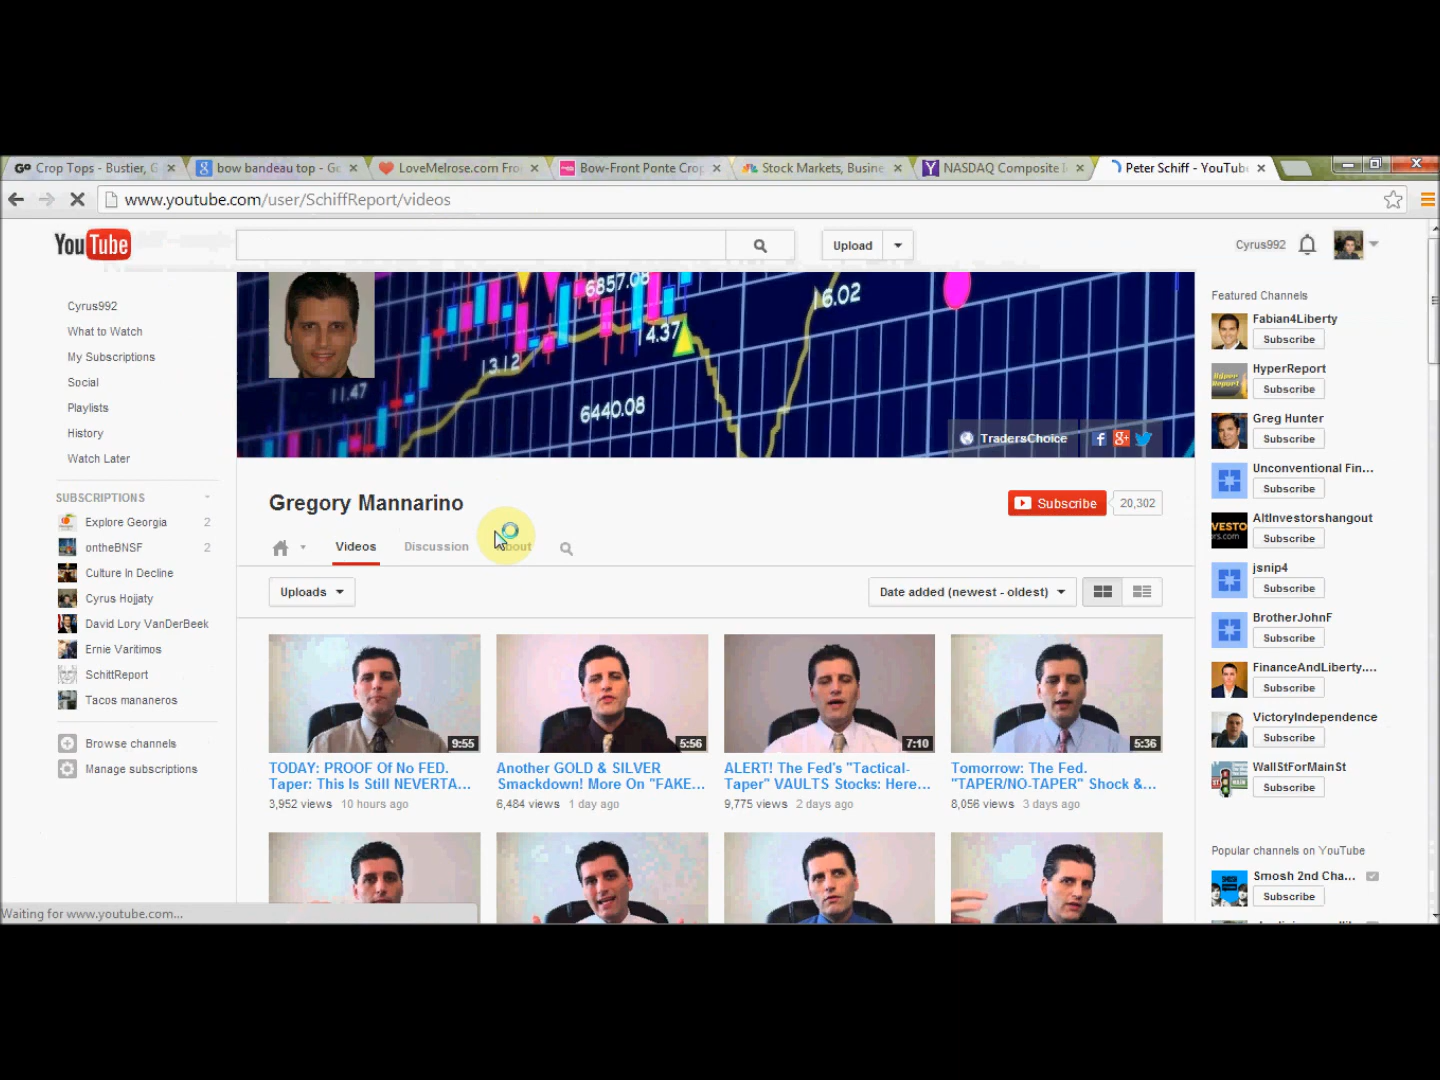 GO Crop Tops - Bustier, G
bow bandeau top - Go
LoveMelrose.com Fro
Bow-Front Ponte Crop
Stock Markets, Busine
NASDAQ Composite I
Peter Schiff - YouTube
www.youtube.com/user/SchiffReport/videos
YouTube
Upload
Cyrus992
Cyrus992
What to Watch
My Subscriptions
Social
Playlists
History
Watch Later
SUBSCRIPTIONS
Explore Georgia 2
ontheBNSF 2
Culture In Decline
Cyrus Hojjaty
David Lory VanDerBeek
Ernie Varitimos
SchiffReport
Tacos mananeros
Browse channels
Manage subscriptions
6857.08
16.02
14.37
13.12
11.47
6440.08
TradersChoice
Gregory Mannarino
Subscribe 20,302
Videos Discussion About
Uploads
Date added (newest - oldest)
9:55
5:56
7:10
5:36
TODAY: PROOF Of No FED.
Taper: This Is Still NEVERTA...
3,952 views 10 hours ago
Another GOLD & SILVER
Smackdown! More On "FAKE...
6,484 views 1 day ago
ALERT! The Fed's "Tactical-
Taper" VAULTS Stocks: Here...
9,775 views 2 days ago
Tomorrow: The Fed.
"TAPER/NO-TAPER" Shock &...
8,056 views 3 days ago
Featured Channels
Fabian4Liberty
Subscribe
HyperReport
Subscribe
Greg Hunter
Subscribe
Unconventional Fin...
Subscribe
AltInvestorshangout
Subscribe
jsnip4
Subscribe
BrotherJohnF
Subscribe
FinanceAndLiberty....
Subscribe
VictoryIndependence
Subscribe
WallStForMainSt
Subscribe
Popular channels on YouTube
Smosh 2nd Cha...
Subscribe
Waiting for www.youtube.com...